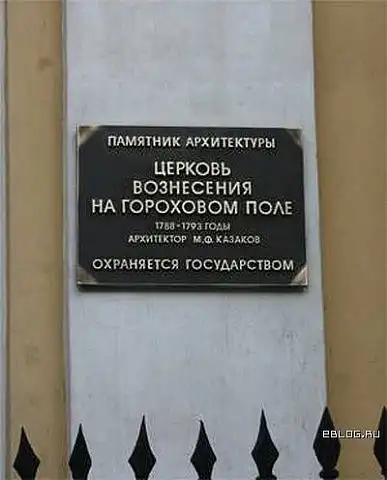 ПАМЯТНИК АРХИТЕКТУРЫ
ЦЕРКОВЬ
ВОЗНЕСЕНИЯ
НА ГОРОХОВОМ ПОЛЕ
1788-1793 ГОДЫ
АРХИТЕКТОР М.Ф. КАЗАКОВ
ОХРАНЯЕТСЯ ГОСУДАРСТВОМ
EBLOG.RU